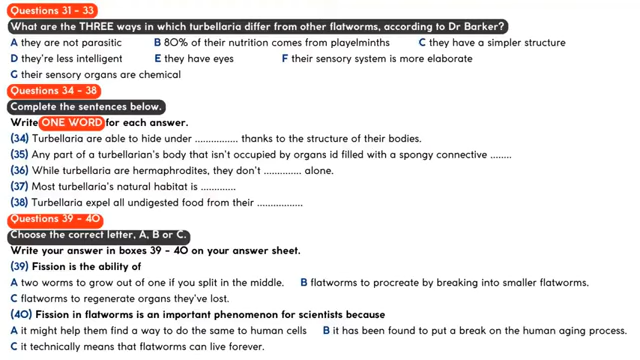 Questions 31 - 33
What are the THREE ways in which turbellaria differ from other flatworms, according to Dr Barker?
A they are not parasitic B 80% of their nutrition comes from playelminths C they have a simpler structure
D they're less intelligent E they have eyes F their sensory system is more elaborate
G their sensory organs are chemical
Questions 34 - 38
Complete the sentences below.
Write ONE WORD for each answer.
(34) Turbellaria are able to hide under ................ thanks to the structure of their bodies.
(35) Any part of a turbellarian's body that isn't occupied by organs id filled with a spongy connective ........
(36) While turbellaria are hermaphrodites, they don't .............. alone.
(37) Most turbellaria's natural habitat is .............
(38) Turbellaria expel all undigested food from their .................
Questions 39 - 40
Choose the correct letter, A, B or C.
Write your answer in boxes 39 - 40 on your answer sheet.
(39) Fission is the ability of
A two worms to grow out of one if you split in the middle. B flatworms to procreate by breaking into smaller flatworms.
C flatworms to regenerate organs they've lost.
(40) Fission in flatworms is an important phenomenon for scientists because
A it might help them find a way to do the same to human cells B it has been found to put a break on the human aging process.
C it technically means that flatworms can live forever.